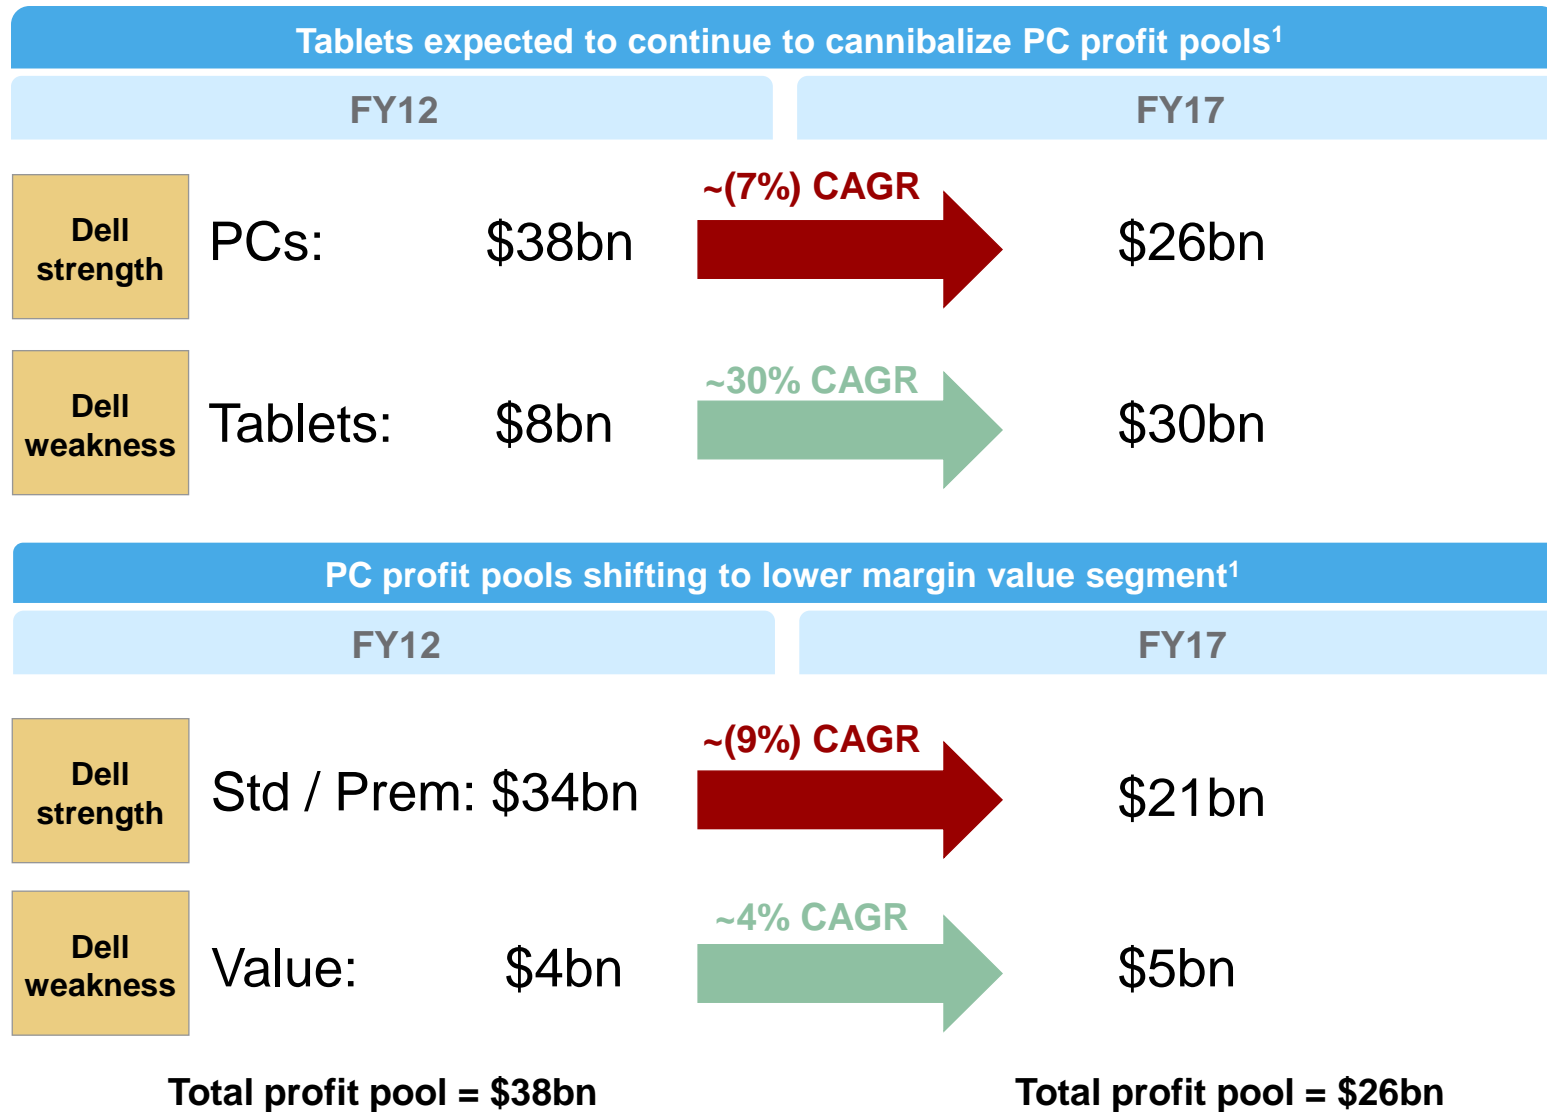 Tablets expected to continue to cannibalize PC profit pools¹
FY12 FY17
Dell strength
PCs: $38bn ~(7%) CAGR $26bn
Dell weakness
Tablets: $8bn ~30% CAGR $30bn
PC profit pools shifting to lower margin value segment¹
FY12 FY17
Dell strength
Std / Prem: $34bn ~(9%) CAGR $21bn
Dell weakness
Value: $4bn ~4% CAGR $5bn
Total profit pool = $38bn Total profit pool = $26bn